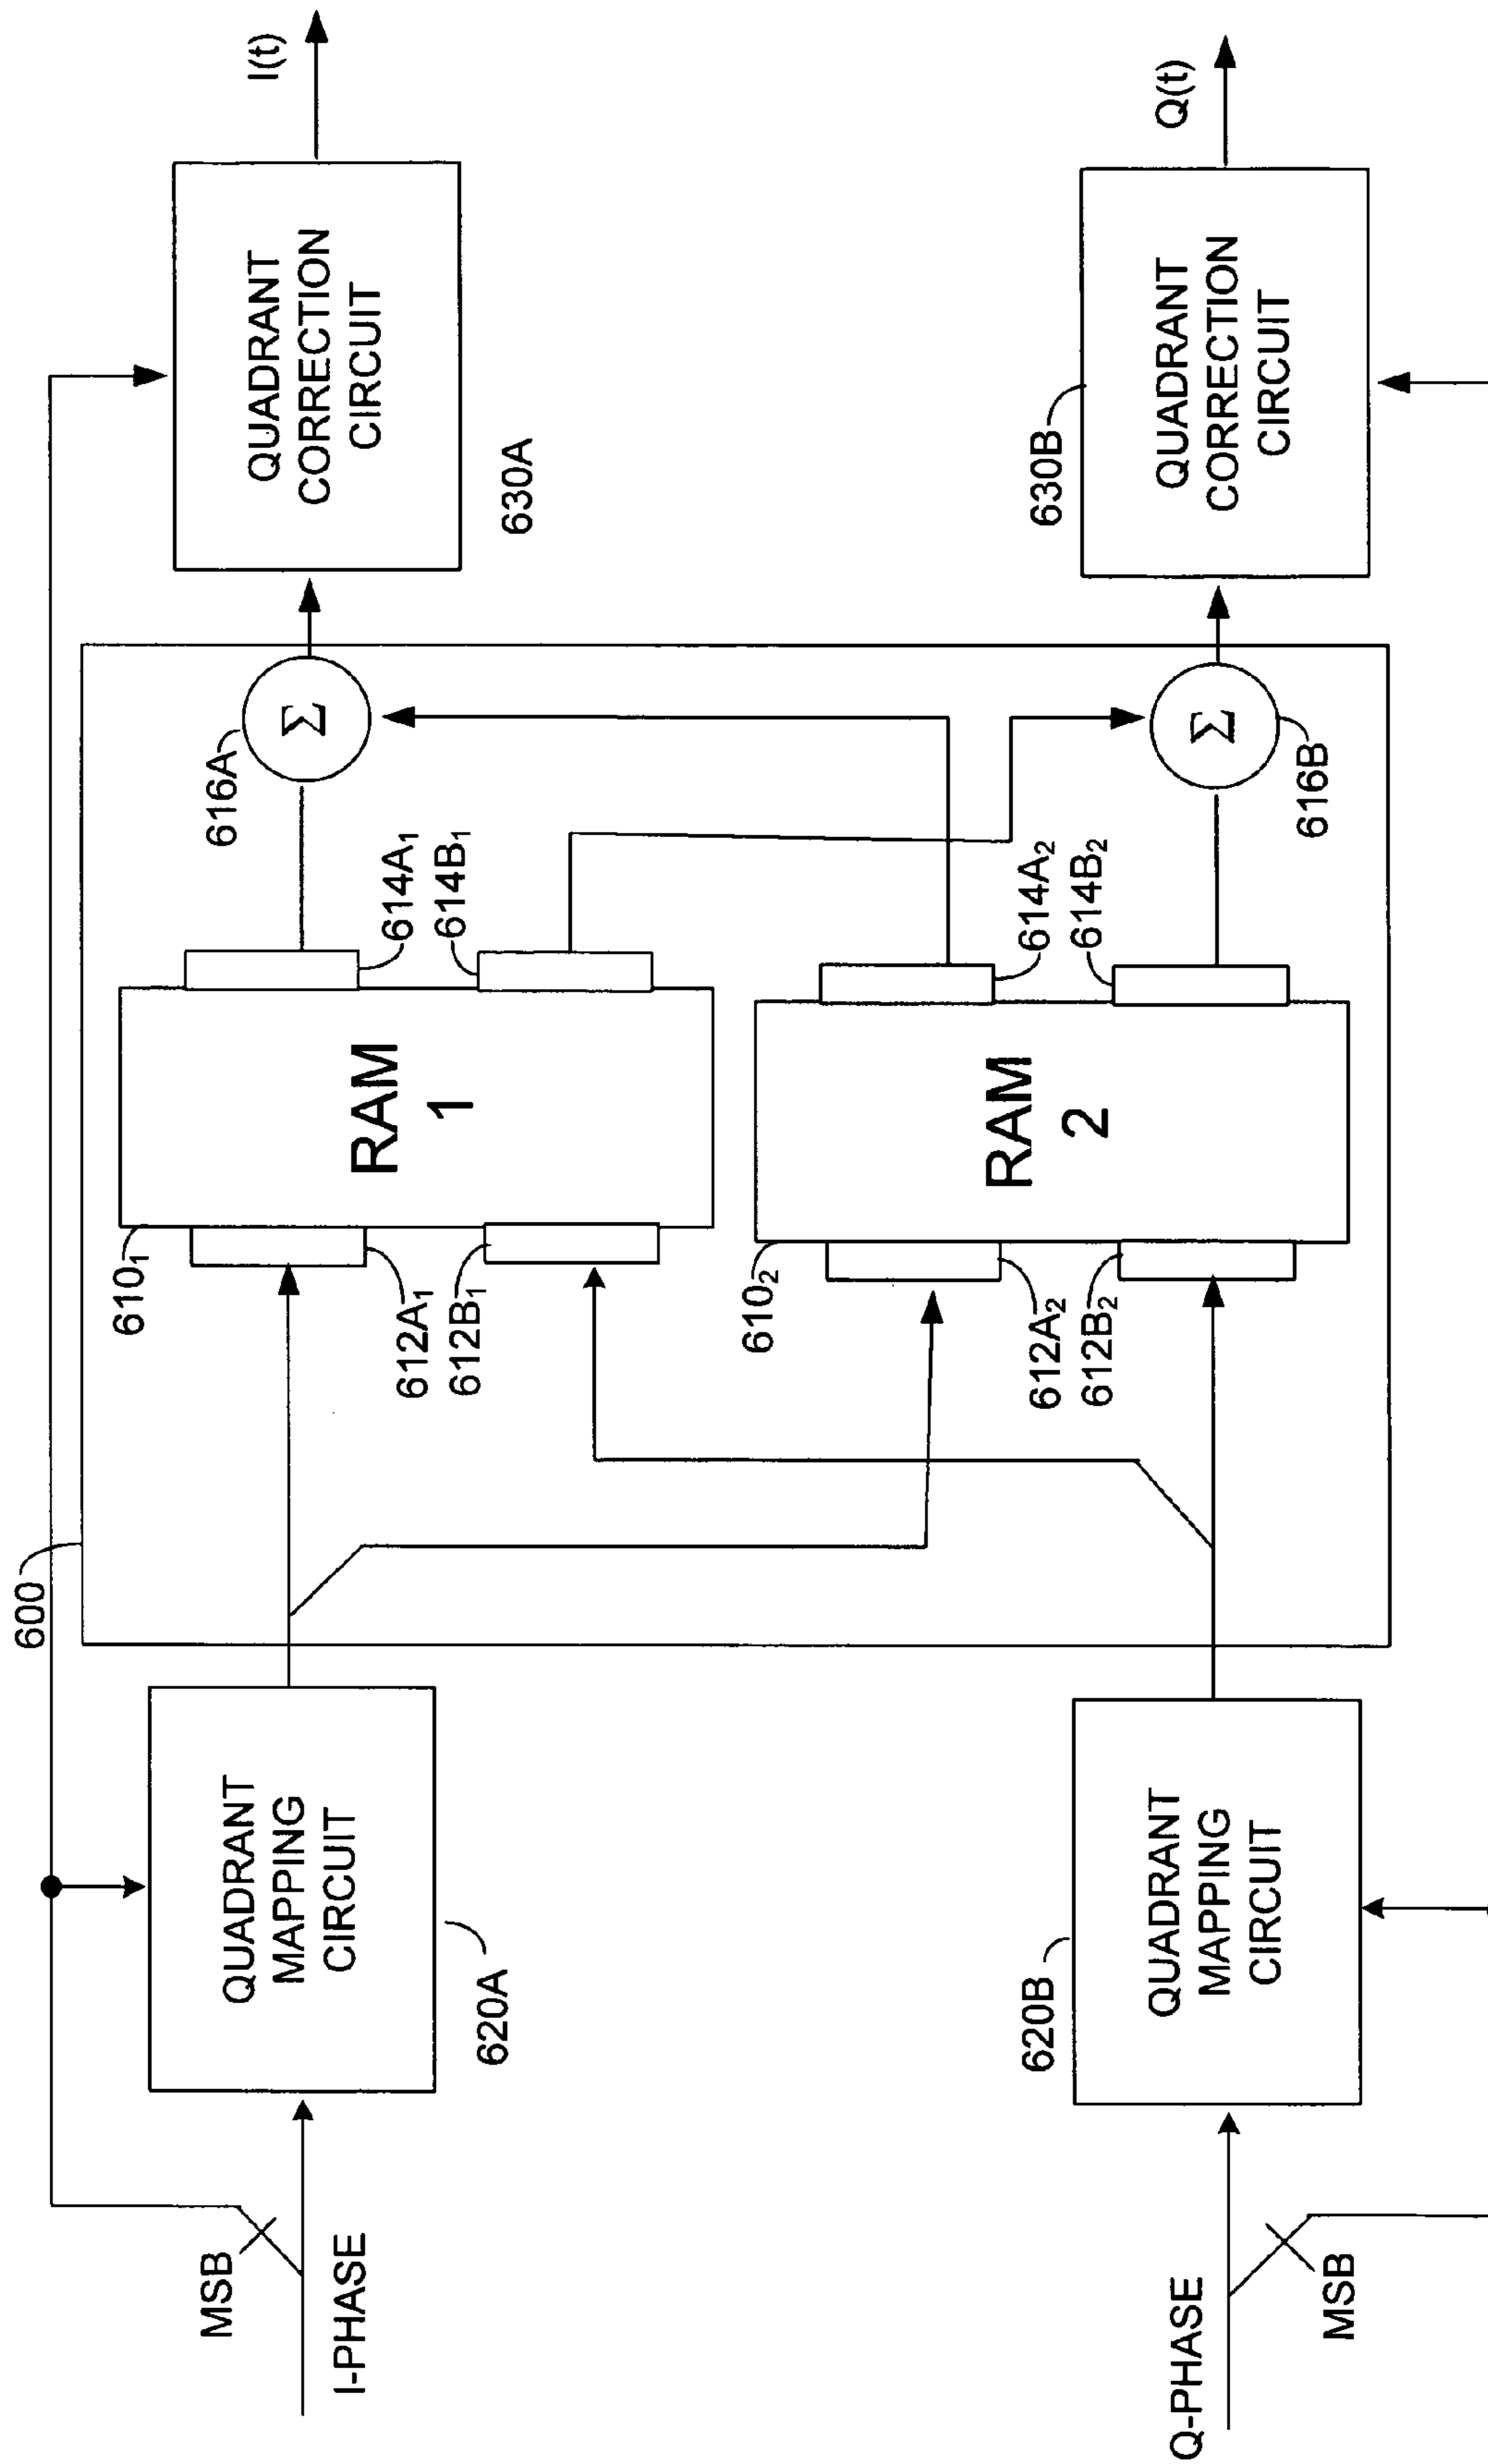 600
MSB
I-PHASE
QUADRANT
MAPPING
CIRCUIT
620A
610₁
612A₁
612B₁
RAM
1
614A₁
614B₁
616A
Σ
QUADRANT
CORRECTION
CIRCUIT
630A
I(t)
Q-PHASE
MSB
QUADRANT
MAPPING
CIRCUIT
620B
610₂
612A₂
612B₂
RAM
2
614A₂
614B₂
Σ
616B
630B
QUADRANT
CORRECTION
CIRCUIT
Q(t)